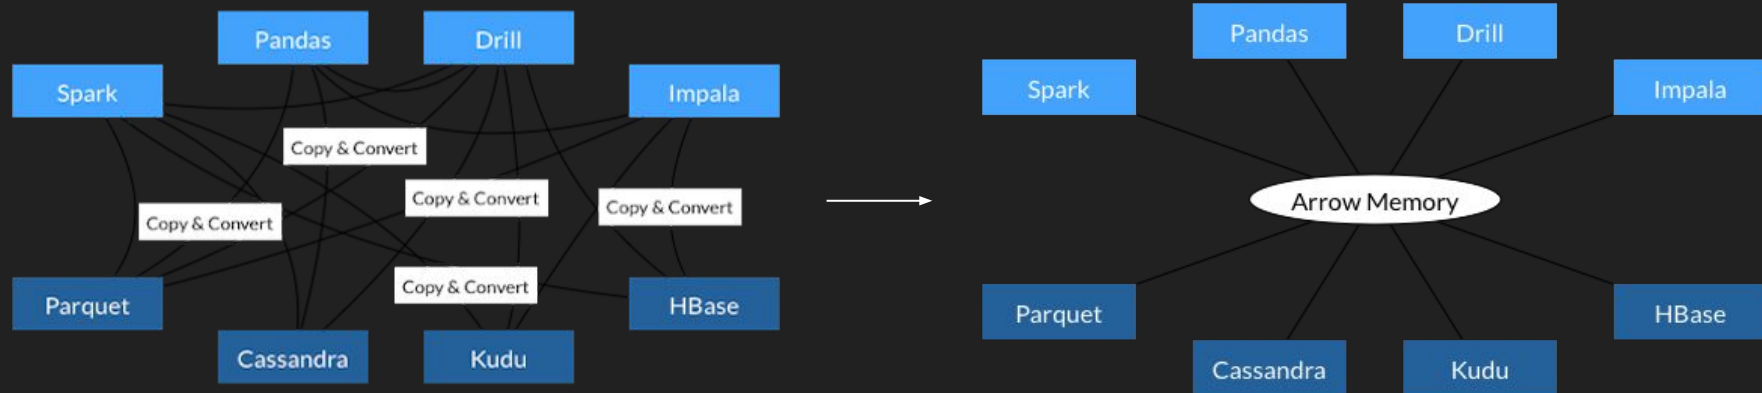 Pandas
Drill
Spark
Impala
Copy & Convert
Copy & Convert
Copy & Convert
Copy & Convert
Copy & Convert
Parquet
HBase
Cassandra
Kudu
Pandas
Drill
Spark
Impala
Arrow Memory
Parquet
HBase
Cassandra
Kudu